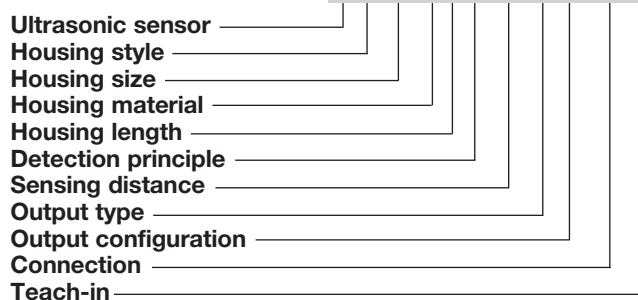 Ultrasonic sensor
Housing style
Housing size
Housing material
Housing length
Detection principle
Sensing distance
Output type
Output configuration
Connection
Teach-in